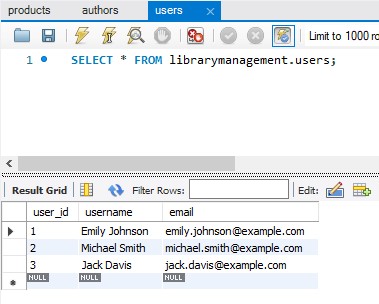 products authors users
Limit to 1000 ro
1 SELECT * FROM librarymanagement.users;
Result Grid Filter Rows: Edit:
user_id username email
1 Emily Johnson emily.johnson@example.com
2 Michael Smith michael.smith@example.com
3 Jack Davis jack.davis@example.com
NULL NULL NULL